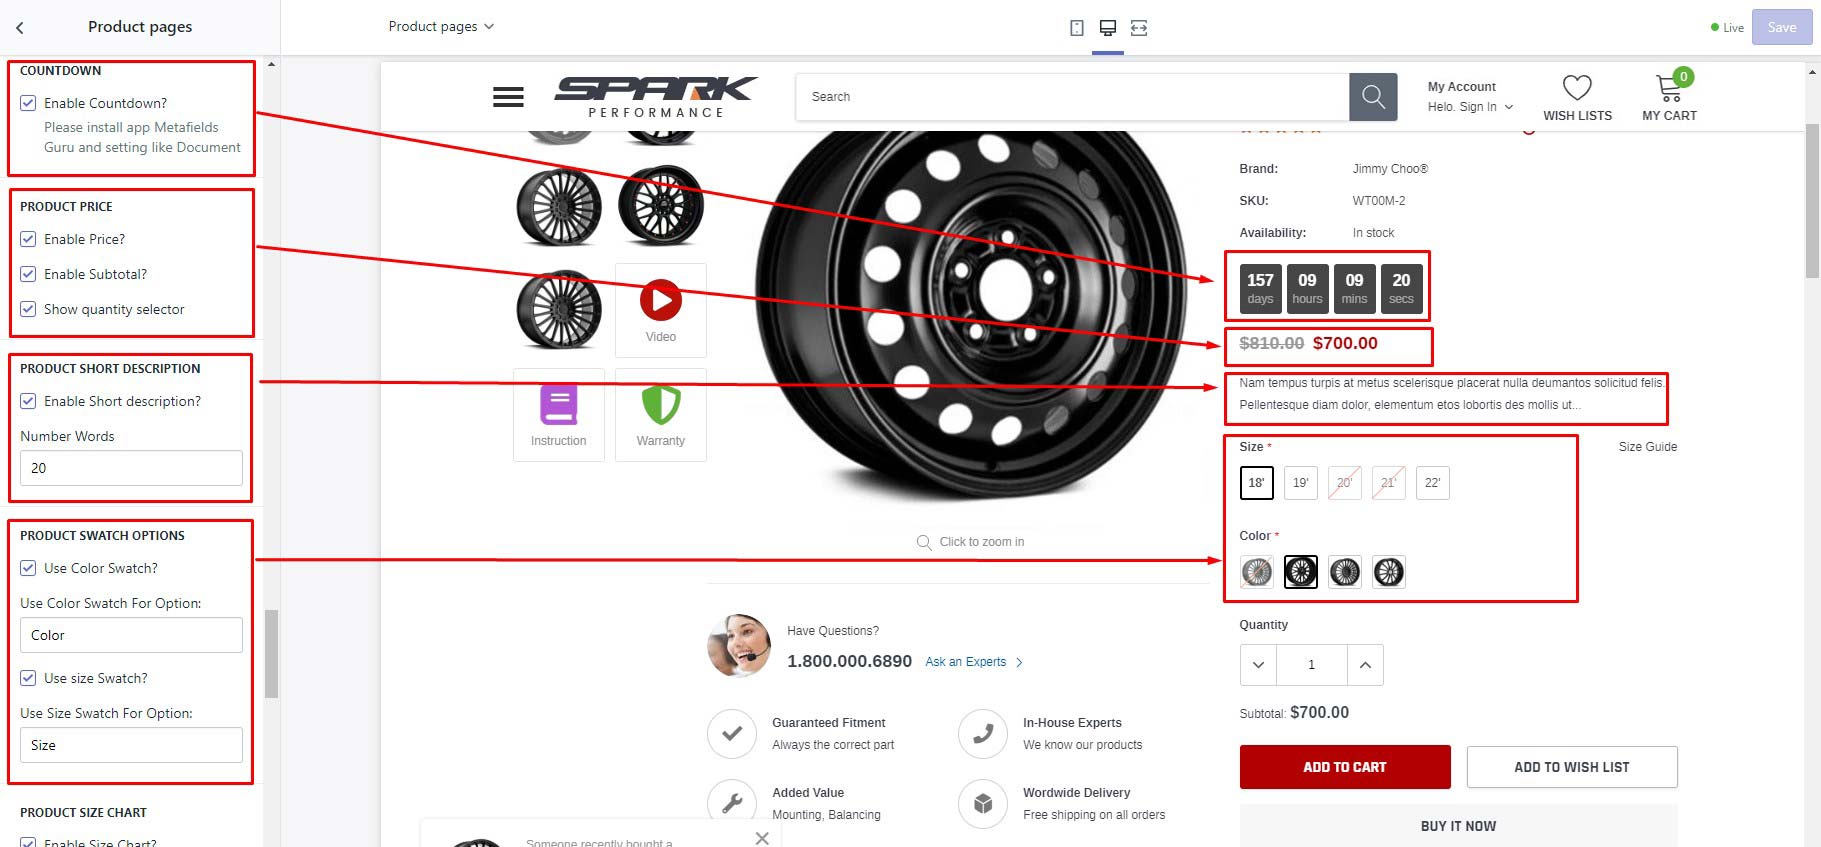 Product pages
Product pages
Live
Save
COUNTDOWN
Enable Countdown?
Please install app Metafields
Guru and setting like Document
PRODUCT PRICE
Enable Price?
Enable Subtotal?
Show quantity selector
PRODUCT SHORT DESCRIPTION
Enable Short description?
Number Words
20
PRODUCT SWATCH OPTIONS
Use Color Swatch?
Use Color Swatch For Option:
Color
Use size Swatch?
Use Size Swatch For Option:
Size
PRODUCT SIZE CHART
Enable Size Chart?
SPARK
PERFORMANCE
Search
My Account
Helo. Sign In
WISH LISTS
0
MY CART
Video
Instruction
Warranty
Click to zoom in
Have Questions?
1.800.000.6890 Ask an Experts
Guaranteed Fitment
Always the correct part
In-House Experts
We know our products
Added Value
Mounting, Balancing
Wordwide Delivery
Free shipping on all orders
Someone recently bought a
Brand: Jimmy Choo®
SKU: WT00M-2
Availability: In stock
157 09 09 20
days hours mins secs
$810.00 $700.00
Nam tempus turpis at metus scelerisque placerat nulla deumantos solicitud felis.
Pellentesque diam dolor, elementum etos lobortis des mollis ut...
Size * Size Guide
18' 19' 20' 21' 22'
Color *
Quantity
1
Subtotal: $700.00
ADD TO CART ADD TO WISH LIST
BUY IT NOW